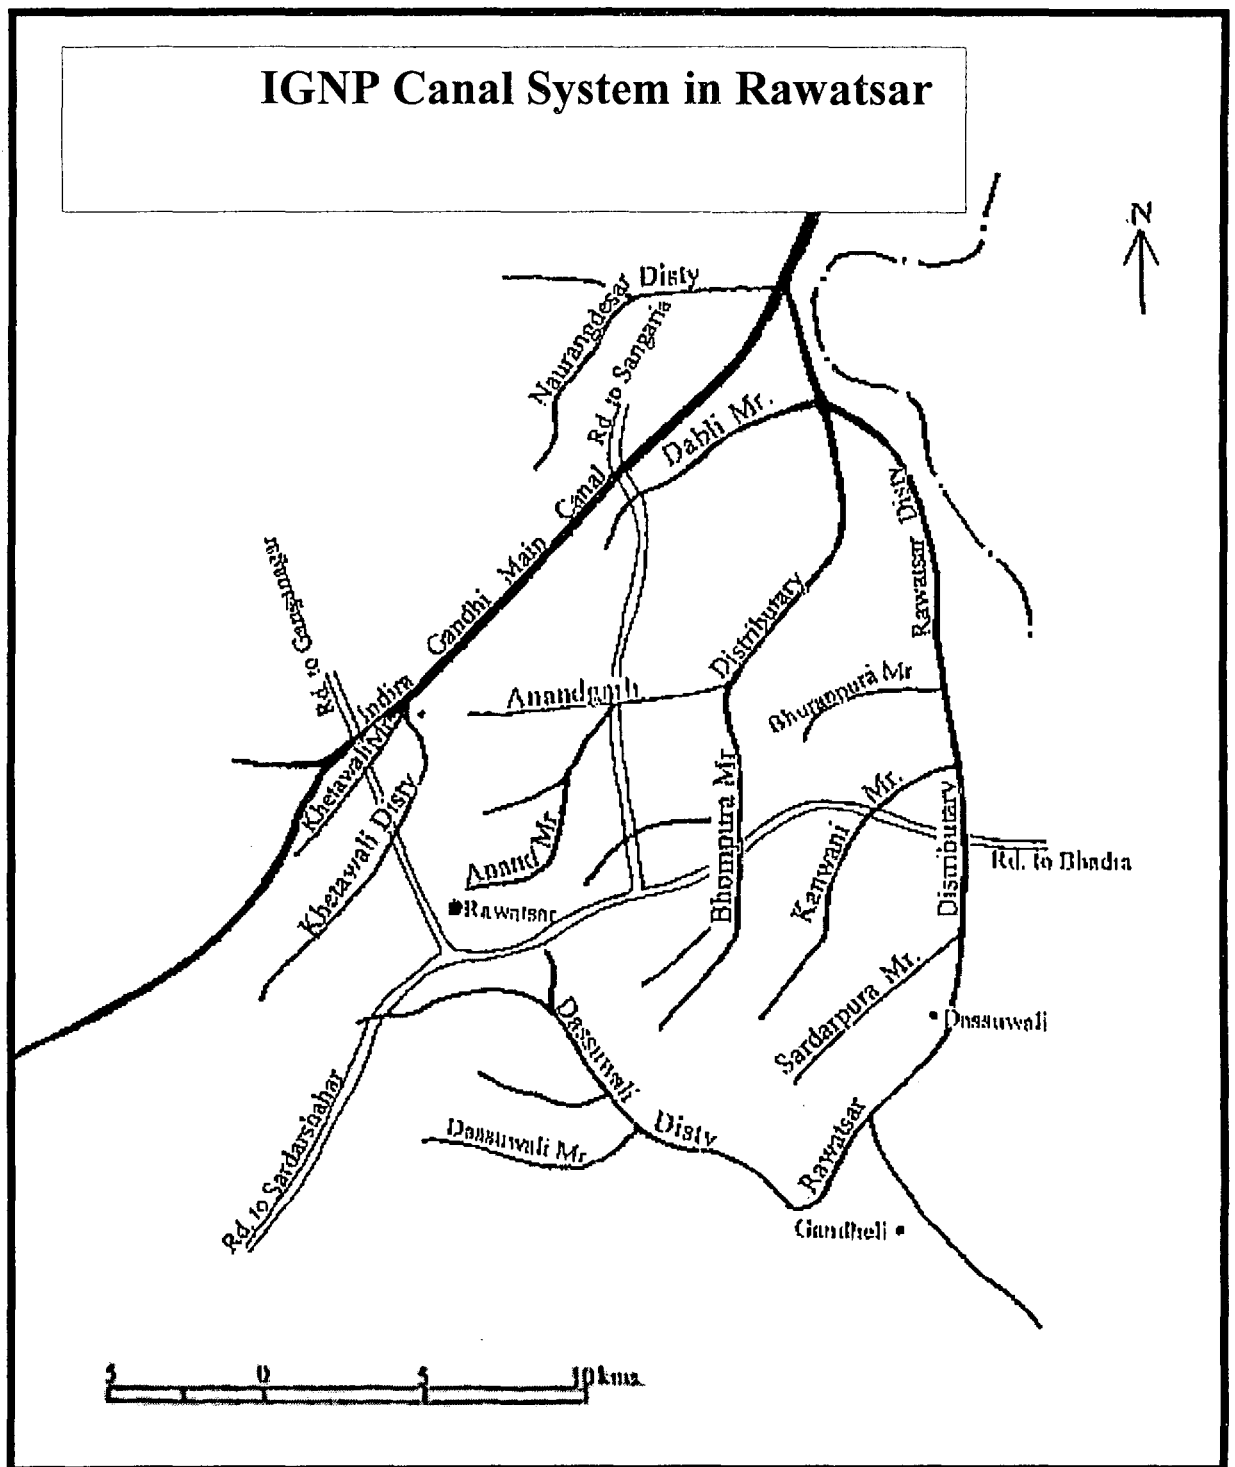 IGNP Canal System in Rawatsar
N
Naurangdesar Disty
Rd. to Sangaria
Dabli Mr.
Indira Gandhi Main Canal
Rawatsar Disty
Rd. to Ganganagar
Distributary
Anandgarh
Bhuranpura Mr
Khetawali Mr.
Khetawali Disty
Bhompura Mr
Kanwani Mr.
Distributary
Rd. to Bhadra
Anand Mr
Rawatsar
Sardarpura Mr.
Dassuwali
Dassuwali Disty
Dassuwali Mr
Rd. to Sardarshahar
Rawatsar
Gandheli
5 0 5 10 kms.